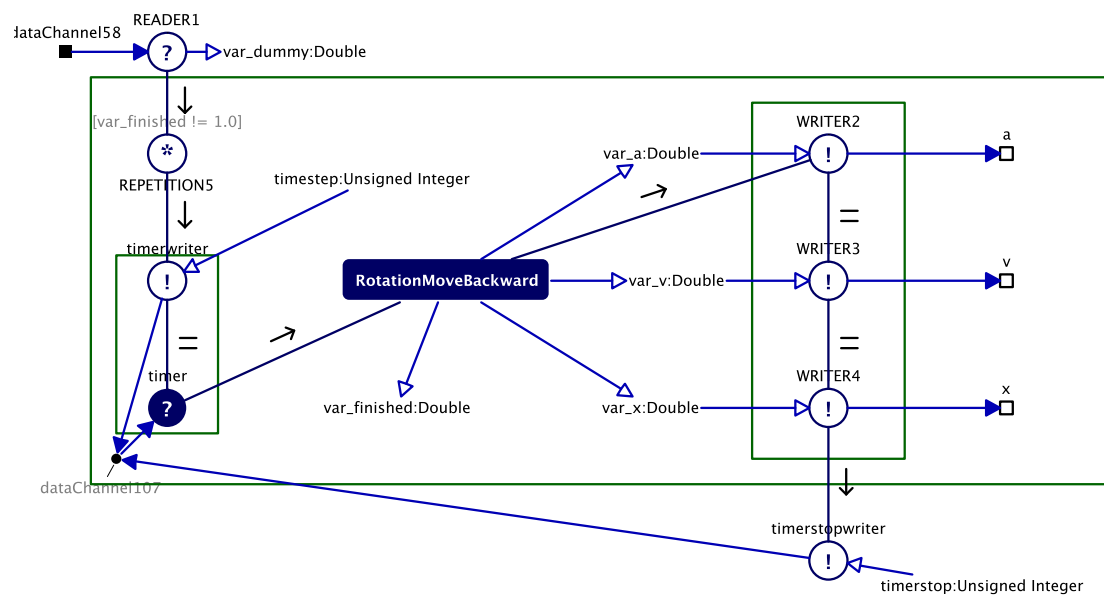 READER1
dataChannel58
?
var_dummy:Double
[var_finished != 1.0]
*
REPETITION5
timestep:Unsigned Integer
timerwriter
!
=
timer
?
dataChannel107
RotationMoveBackward
var_a:Double
var_v:Double
var_finished:Double
var_x:Double
WRITER2
!
a
=
WRITER3
!
v
=
WRITER4
!
x
timerstopwriter
!
timerstop:Unsigned Integer